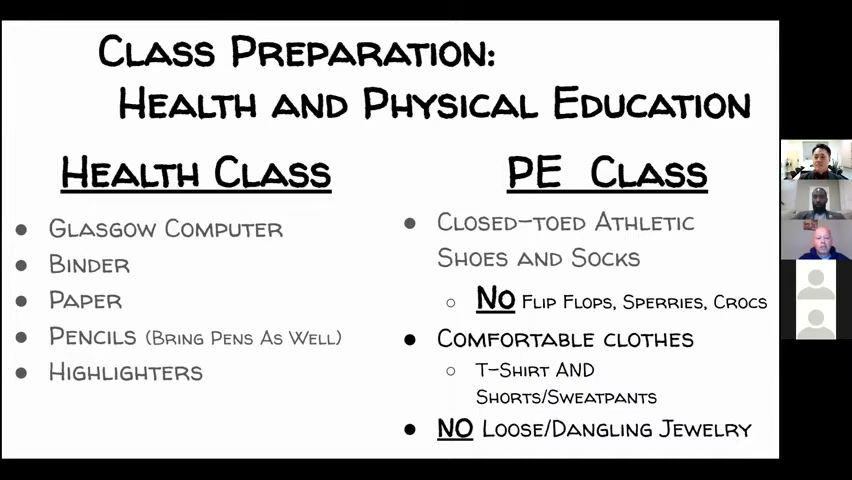 Class Preparation:
Health and Physical Education
Health Class
• Glasgow Computer
• Binder
• Paper
• Pencils (Bring Pens As Well)
• Highlighters
PE Class
• Closed-toed Athletic
Shoes and Socks
○ No Flip Flops, Sperries, Crocs
• Comfortable clothes
○ T-Shirt AND
Shorts/Sweatpants
• NO Loose/Dangling Jewelry